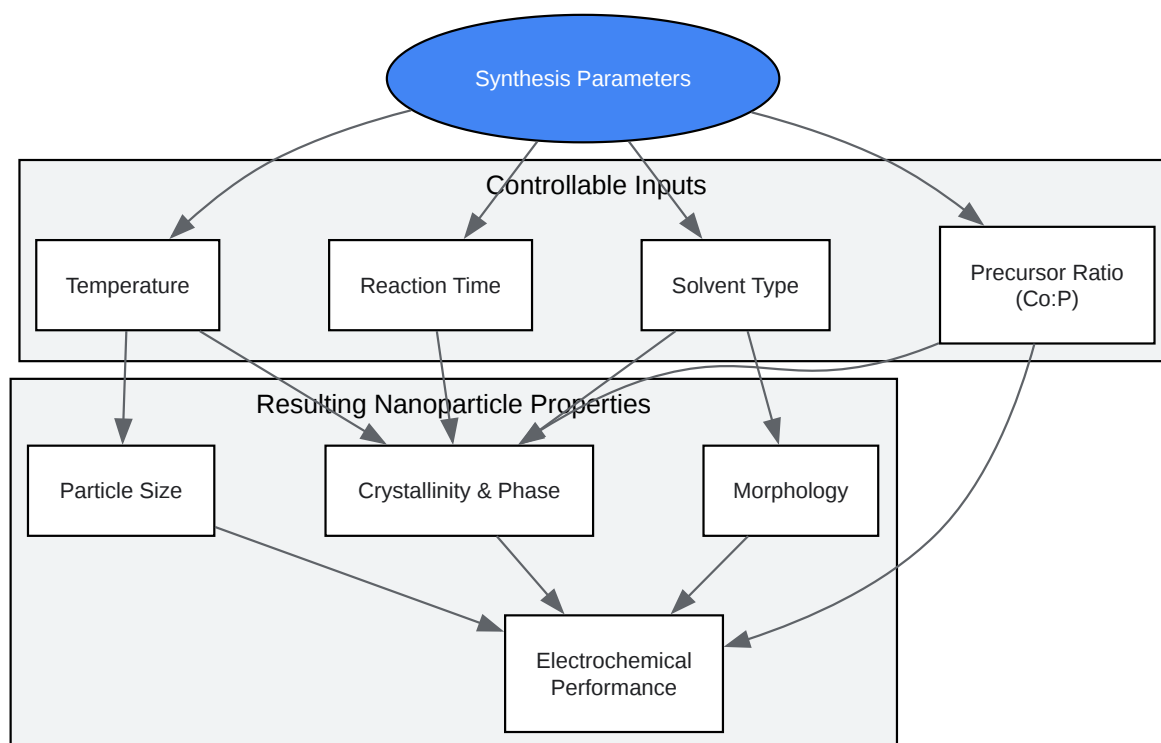 Synthesis Parameters
Controllable Inputs
Temperature
Reaction Time
Solvent Type
Precursor Ratio
(Co:P)
Resulting Nanoparticle Properties
Particle Size
Crystallinity & Phase
Morphology
Electrochemical
Performance